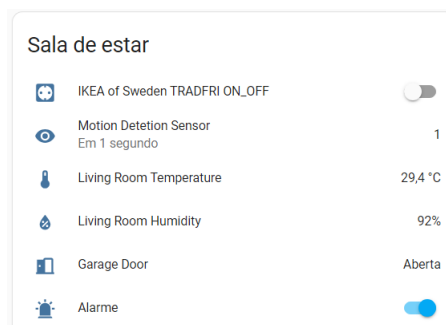 Sala de estar
IKEA of Sweden TRADFRI ON_OFF
Motion Detetion Sensor 1
Em 1 segundo
Living Room Temperature 29,4 °C
Living Room Humidity 92%
Garage Door Aberta
Alarme